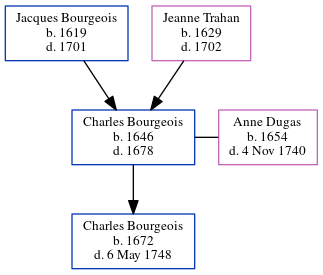 Jacques Bourgeois
b. 1619
d. 1701
Jeanne Trahan
b. 1629
d. 1702
Charles Bourgeois
b. 1646
d. 1678
Anne Dugas
b. 1654
d. 4 Nov 1740
Charles Bourgeois
b. 1672
d. 6 May 1748